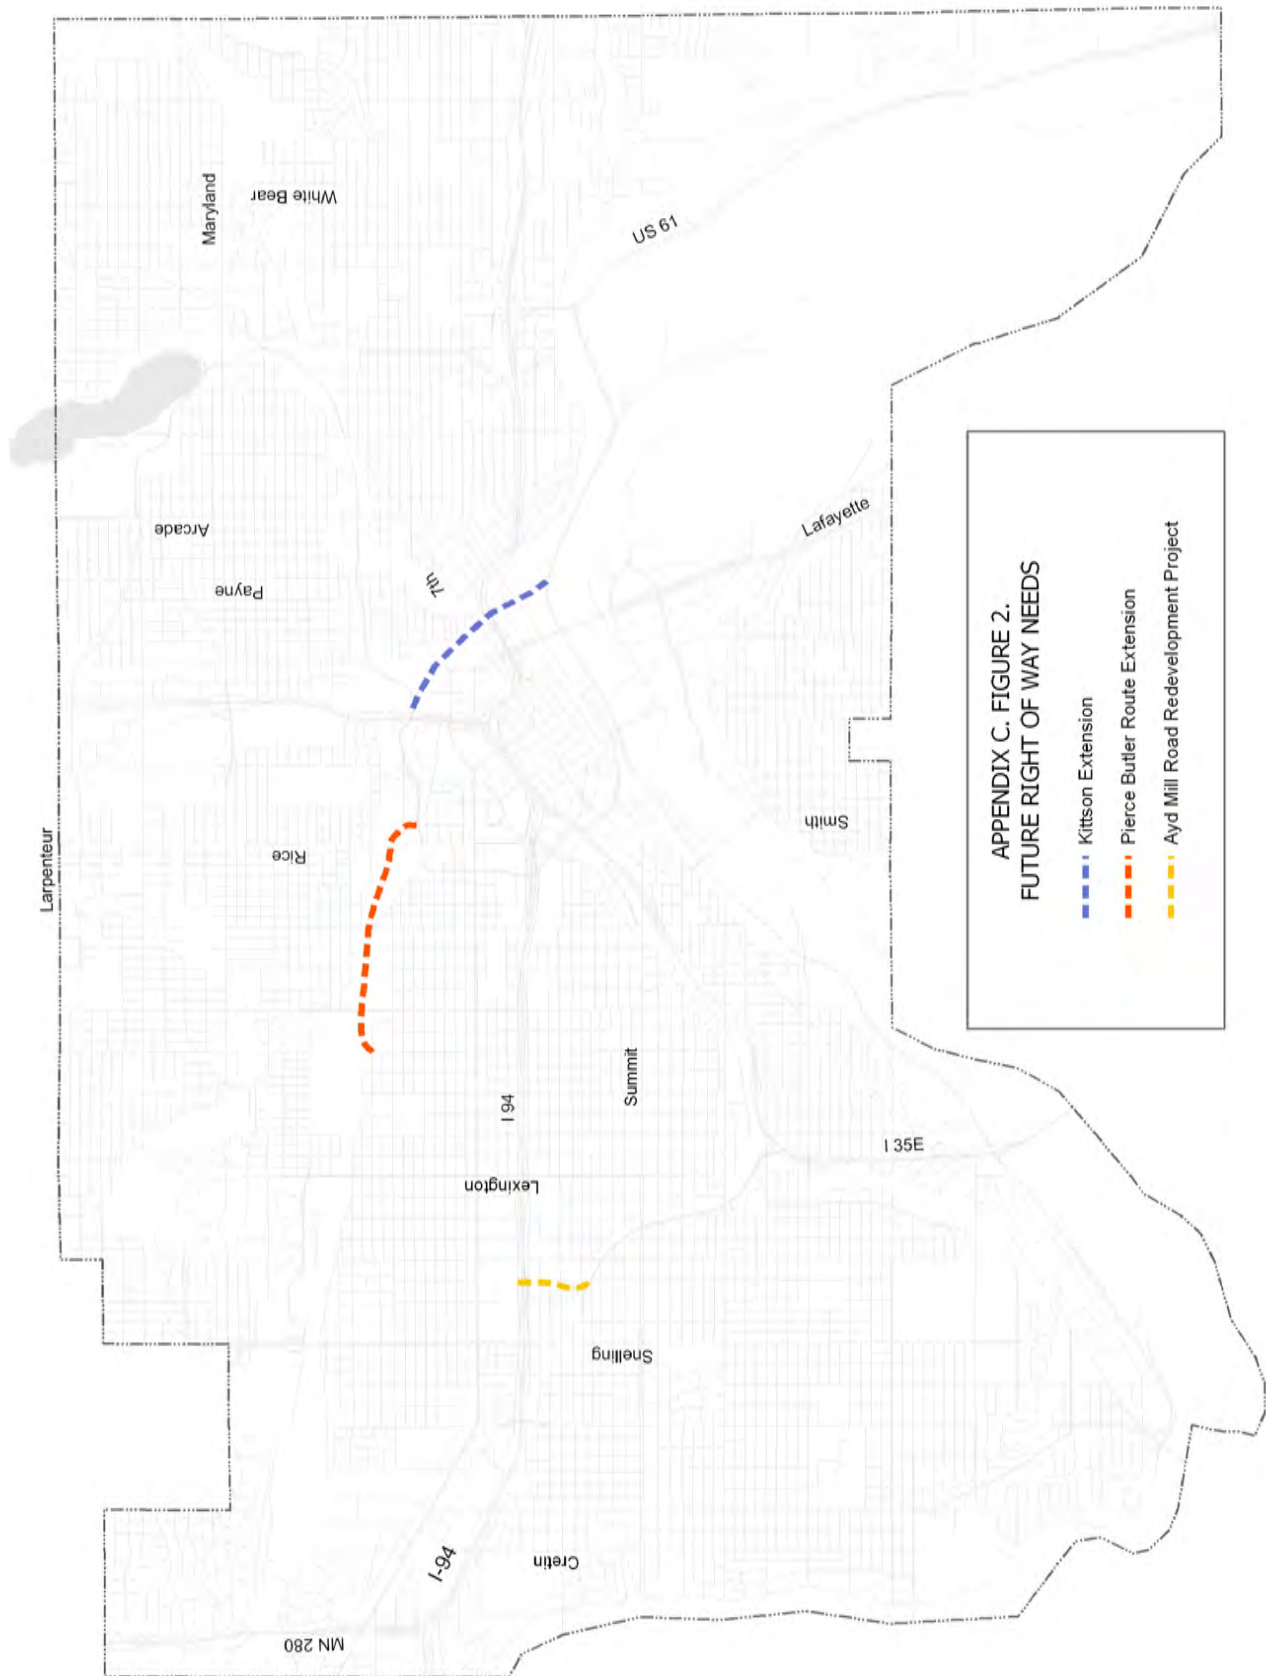 Larpenteur
Maryland
White Bear
Arcade
Payne
US 61
7th
Lafayette
Rice
Smith
Summit
I 94
Lexington
I 35E
Snelling
I-94
Cretin
MN 280
APPENDIX C. FIGURE 2.
FUTURE RIGHT OF WAY NEEDS
Kittson Extension
Pierce Butler Route Extension
Ayd Mill Road Redevelopment Project